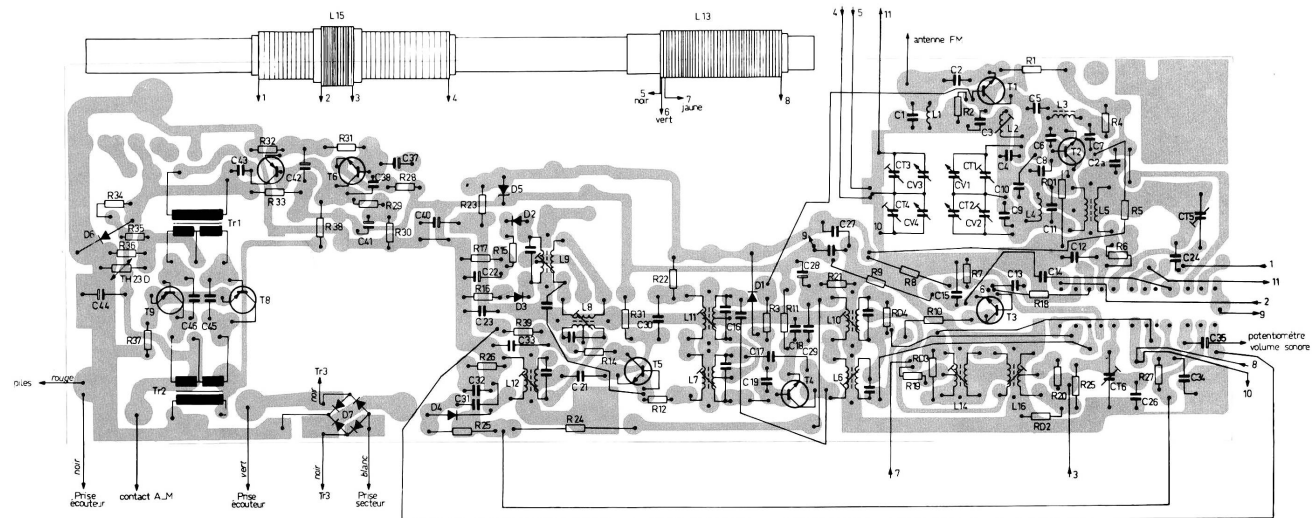 L15
L13
4 5 11
antenne FM
C2
R1
T1
1
2
3
4
5
noir
6
vert
7
jaune
8
C1
L1
R2
C3
L2
C5
L3
R4
C6
T2
C7
C2a
C4
C8
R32
R31
C43
C42
T6
C38
C37
R28
R33
R29
R38
C41
R30
C40
R23
D5
D2
CT3
CV3
CV1
CT1
C10
RD1
CT4
CV4
CT2
CV2
C9
L4
C11
L5
R5
CT5
10
R34
D6
R35
R36
TH23D
Tr1
R17
R15
L9
C22
R16
D3
C23
R22
C27
9
C28
R21
R9
R8
R7
C12
R6
C24
C13
C14
C15
6
T3
R18
1
11
2
9
C44
T9
C46
C45
T8
R37
R39
C33
L8
R14
R31
C30
L11
D1
C16
R3
R11
C18
C17
C29
L10
RD4
R10
C35
potentomètre
volume sonore
R26
L12
C32
C31
C21
T5
R12
L7
C19
T4
L6
RD3
R19
L14
L16
R20
R25
RD2
CT6
R27
C26
C34
8
10
piles
rouge
Tr2
Tr3
noir
D7
D4
R25
R24
noir
Prise
écouteur
contact A_M
vert
Prise
écouteur
noir
Tr3
blanc
Prise
secteur
7
3